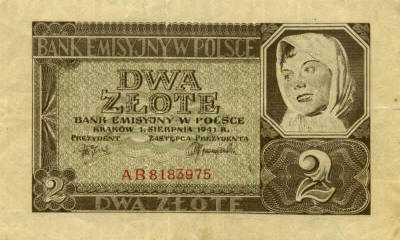 BANK EMISYJNY W POLSCE
DWA
ZŁOTE
BANK EMISYJNY W POLSCE
KRAKÓW 1. SIERPNIA 1941 R.
PREZYDENT ZASTĘPCA PREZYDENTA
AB 8183975
2 2
DWA ZŁOTE